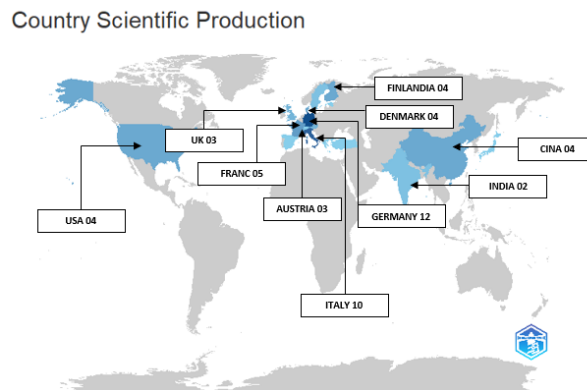 Country Scientific Production
FINLANDIA 04
DENMARK 04
UK 03
CINA 04
FRANC 05
INDIA 02
AUSTRIA 03
USA 04
GERMANY 12
ITALY 10